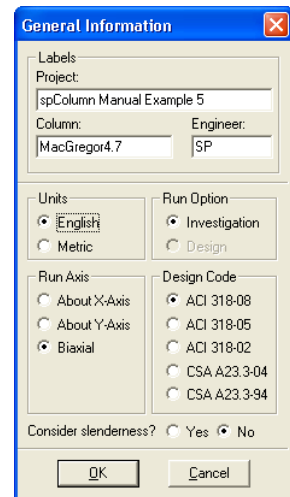 General Information
Labels
Project:
spColumn Manual Example 5
Column: Engineer:
MacGregor4.7 SP
Units
English
Metric
Run Option
Investigation
Design
Run Axis
About X-Axis
About Y-Axis
Biaxial
Design Code
ACI 318-08
ACI 318-05
ACI 318-02
CSA A23.3-04
CSA A23.3-94
Consider slenderness? Yes No
OK Cancel